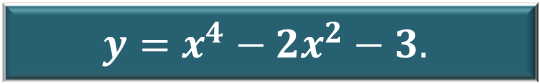 y = x⁴ − 2x² − 3.